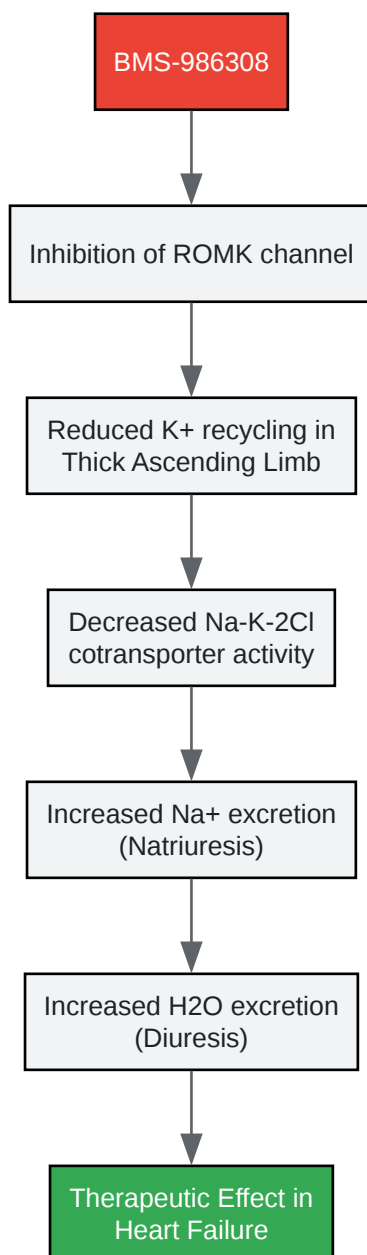 BMS-986308
Inhibition of ROMK channel
Reduced K+ recycling in
Thick Ascending Limb
Decreased Na-K-2Cl
cotransporter activity
Increased Na+ excretion
(Natriuresis)
Increased H2O excretion
(Diuresis)
Therapeutic Effect in
Heart Failure